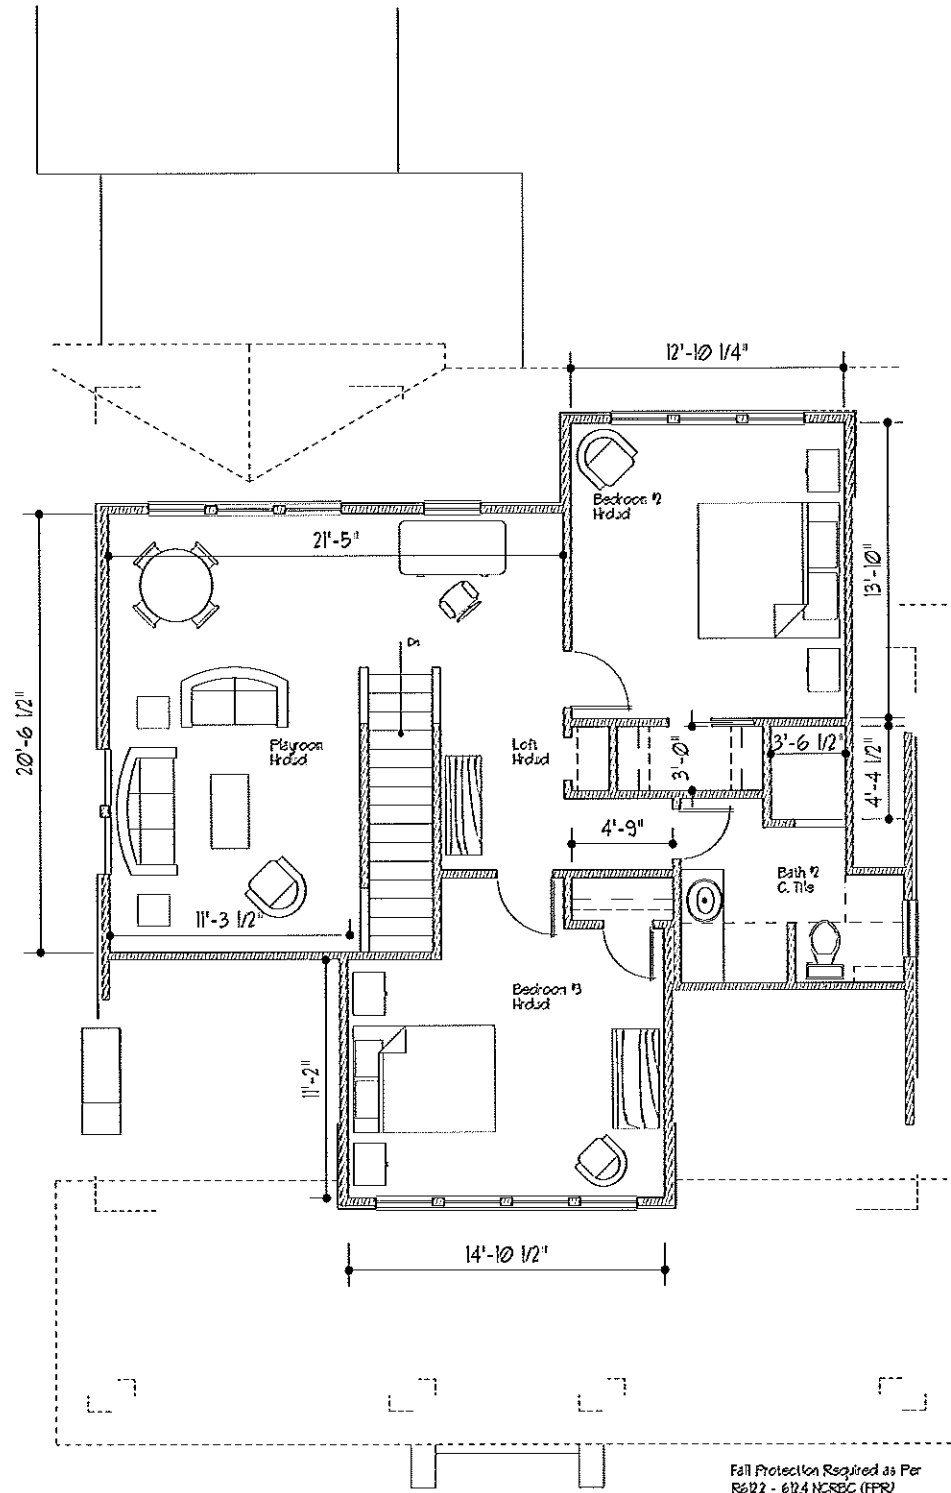 12'-10 1/4"
Bedroom #2
Hrdwd
21'-5"
13'-10"
Dn
20'-6 1/2"
Playroom
Hrdwd
Loft
Hrdwd
3'-0"
3'-6 1/2"
4'-4 1/2"
4'-9"
Bath #2
C. Tile
11'-3 1/2"
Bedroom #3
Hrdwd
11'-2"
14'-10 1/2"
Fall Protection Required as Per
R612.2 - 612.4 NCRBC (FPR)